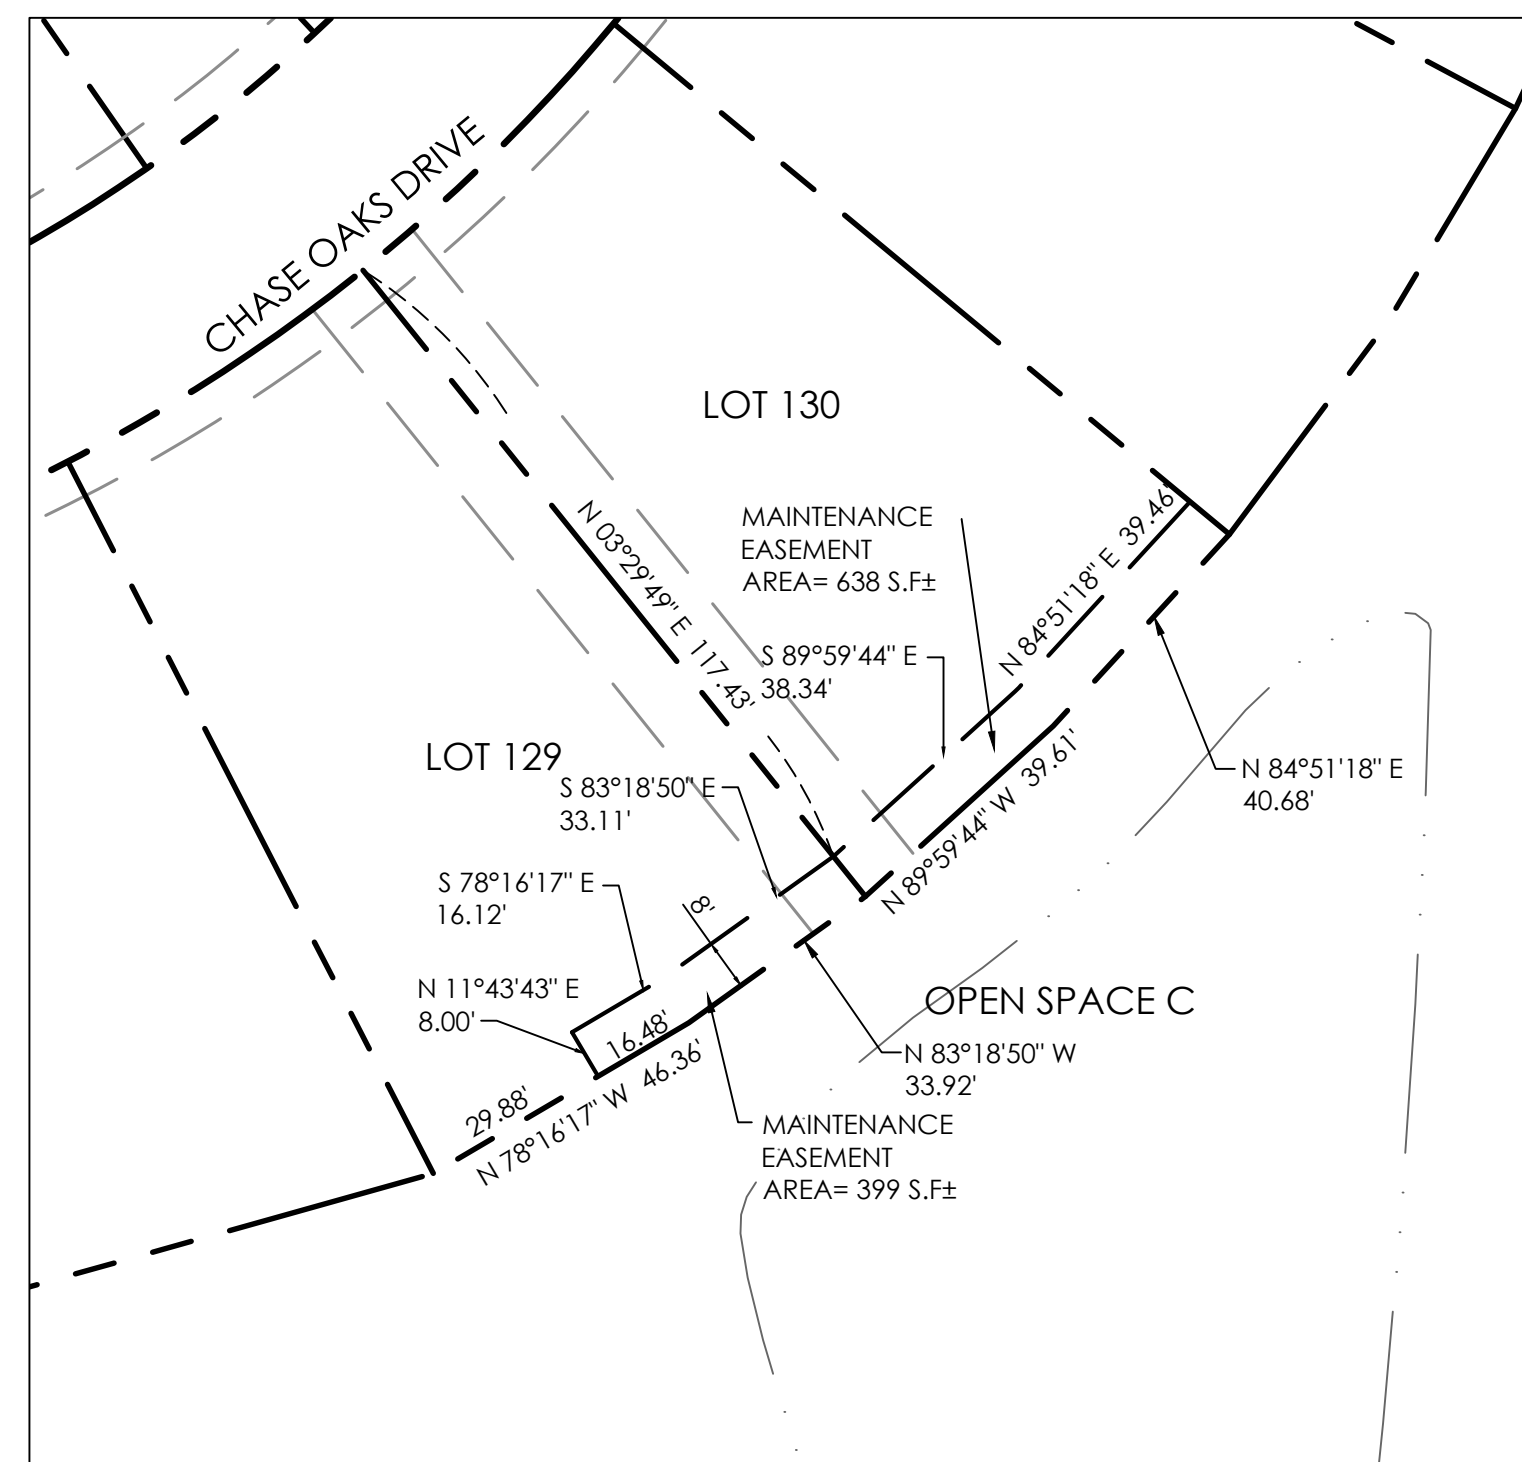 CHASE OAKS DRIVE
LOT 130
N 03°29'49" E 117.43'
MAINTENANCE
EASEMENT
AREA= 638 S.F±
N 84°51'18" E 39.46'
S 89°59'44" E
38.34'
LOT 129
S 83°18'50" E
33.11'
N 89°59'44" W 39.61'
N 84°51'18" E
40.68'
S 78°16'17" E
16.12'
8'
N 11°43'43" E
8.00'
OPEN SPACE C
16.48'
N 83°18'50" W
33.92'
29.88'
N 78°16'17" W 46.36'
MAINTENANCE
EASEMENT
AREA= 399 S.F±